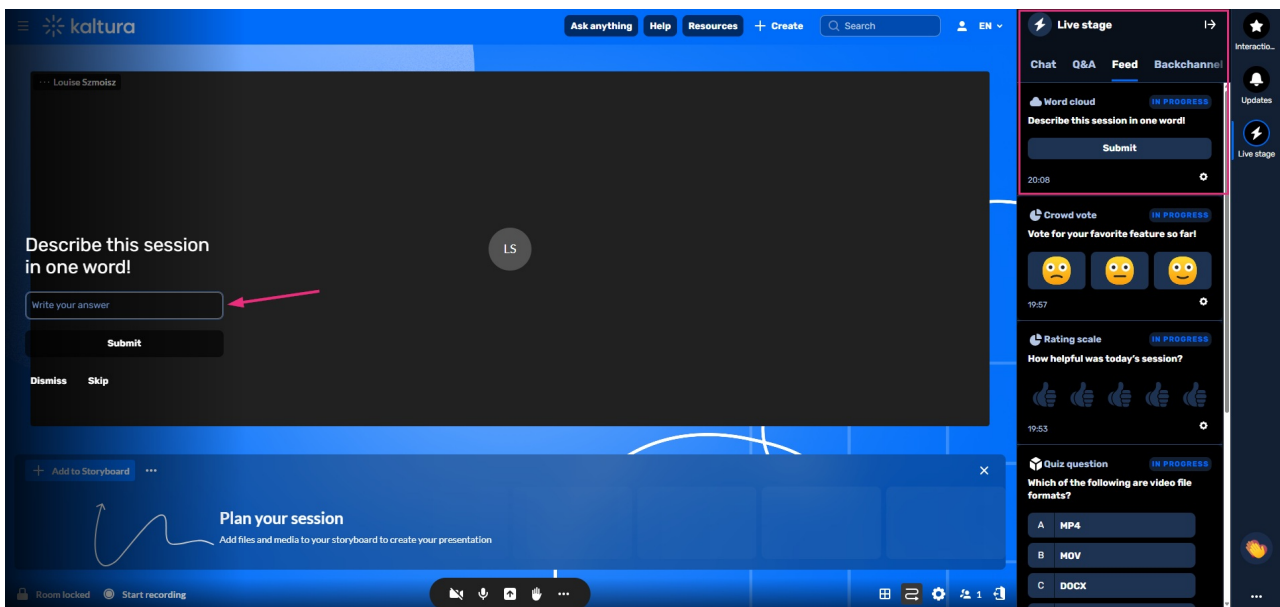 kaltura
Ask anything
Help
Resources
+ Create
Search
EN
··· Louise Szmoisz
LS
Describe this session
in one word!
Write your answer
Submit
Dismiss
Skip
+ Add to Storyboard ···
Plan your session
Add files and media to your storyboard to create your presentation
Room locked
Start recording
1
Live stage
Chat
Q&A
Feed
Backchannel
Word cloud
IN PROGRESS
Describe this session in one word!
Submit
20:08
Crowd vote
IN PROGRESS
Vote for your favorite feature so far!
19:57
Rating scale
IN PROGRESS
How helpful was today's session?
19:53
Quiz question
IN PROGRESS
Which of the following are video file
formats?
A MP4
B MOV
C DOCX
Interactio...
Updates
Live stage